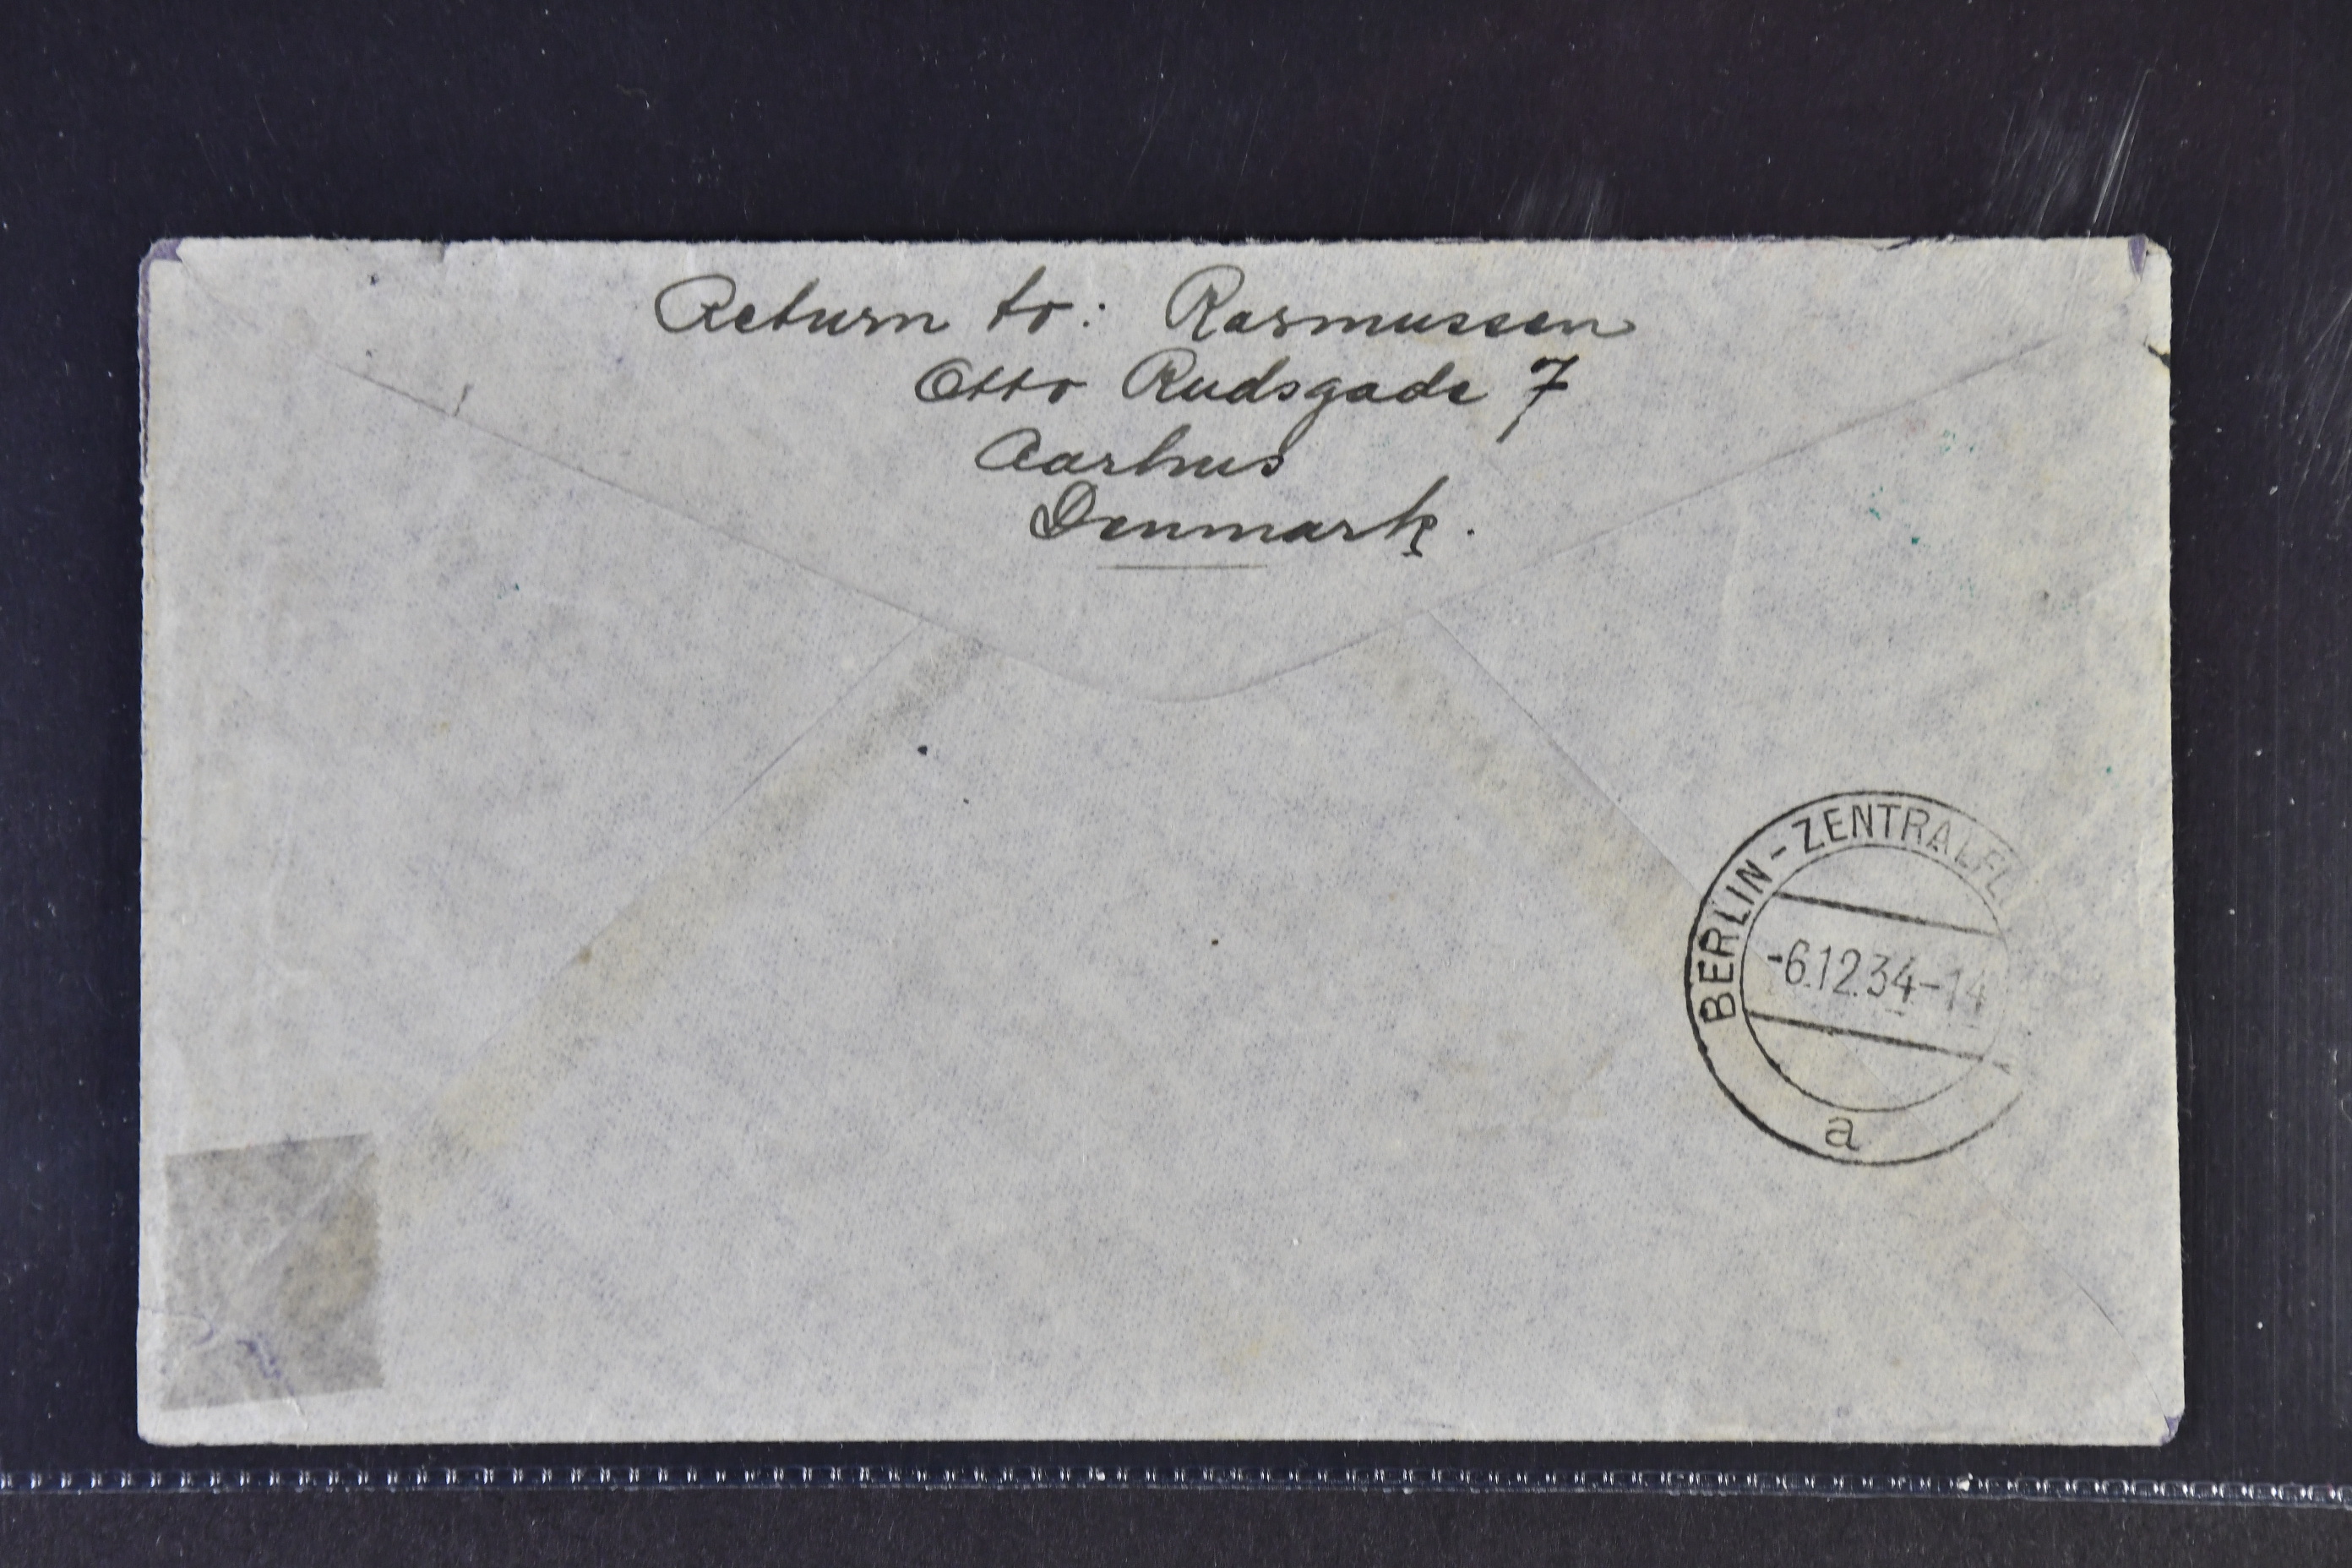 Return to: Rasmussen
Otto Rudsgade 7
Aarhus
Denmark.
BERLIN-ZENTRALFL
-6.12.34-14
a